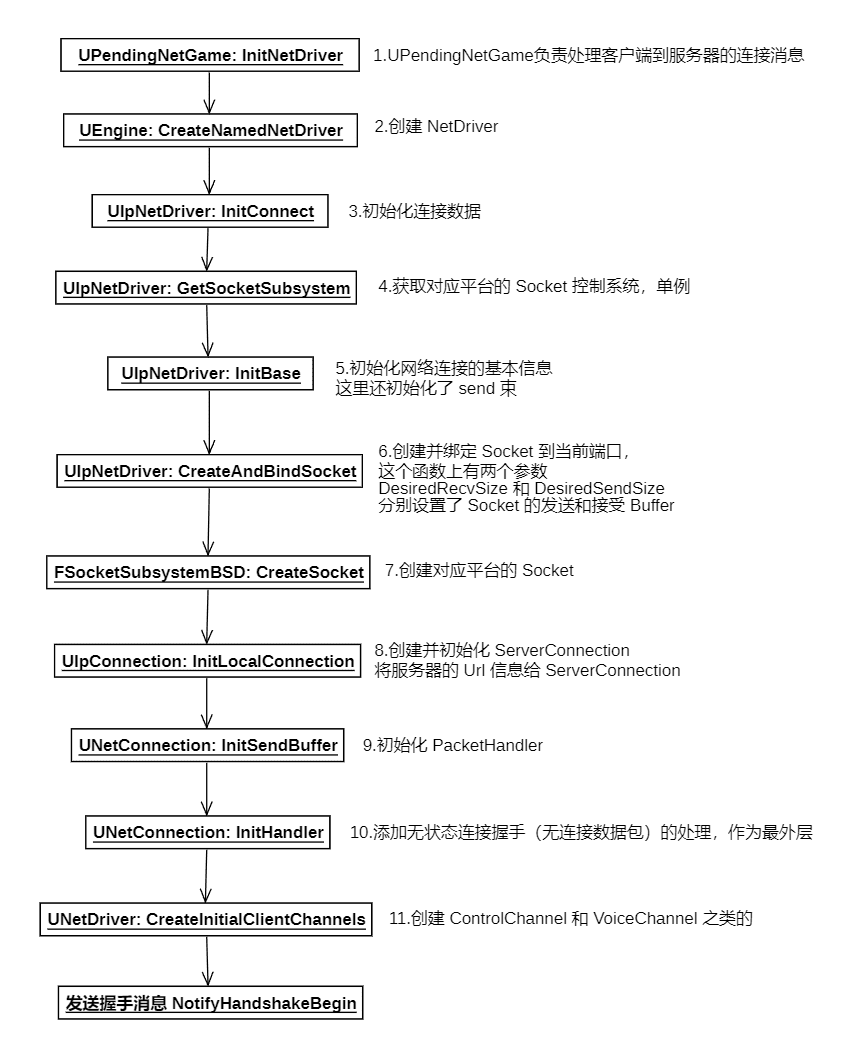 UPendingNetGame: InitNetDriver
1.UPendingNetGame负责处理客户端到服务器的连接消息
UEngine: CreateNamedNetDriver
2.创建 NetDriver
UIpNetDriver: InitConnect
3.初始化连接数据
UIpNetDriver: GetSocketSubsystem
4.获取对应平台的 Socket 控制系统，单例
UIpNetDriver: InitBase
5.初始化网络连接的基本信息
这里还初始化了 send 束
UIpNetDriver: CreateAndBindSocket
6.创建并绑定 Socket 到当前端口，
这个函数上有两个参数
DesiredRecvSize 和 DesiredSendSize
分别设置了 Socket 的发送和接受 Buffer
FSocketSubsystemBSD: CreateSocket
7.创建对应平台的 Socket
UIpConnection: InitLocalConnection
8.创建并初始化 ServerConnection
将服务器的 Url 信息给 ServerConnection
UNetConnection: InitSendBuffer
9.初始化 PacketHandler
UNetConnection: InitHandler
10.添加无状态连接握手（无连接数据包）的处理，作为最外层
UNetDriver: CreateInitialClientChannels
11.创建 ControlChannel 和 VoiceChannel 之类的
发送握手消息 NotifyHandshakeBegin